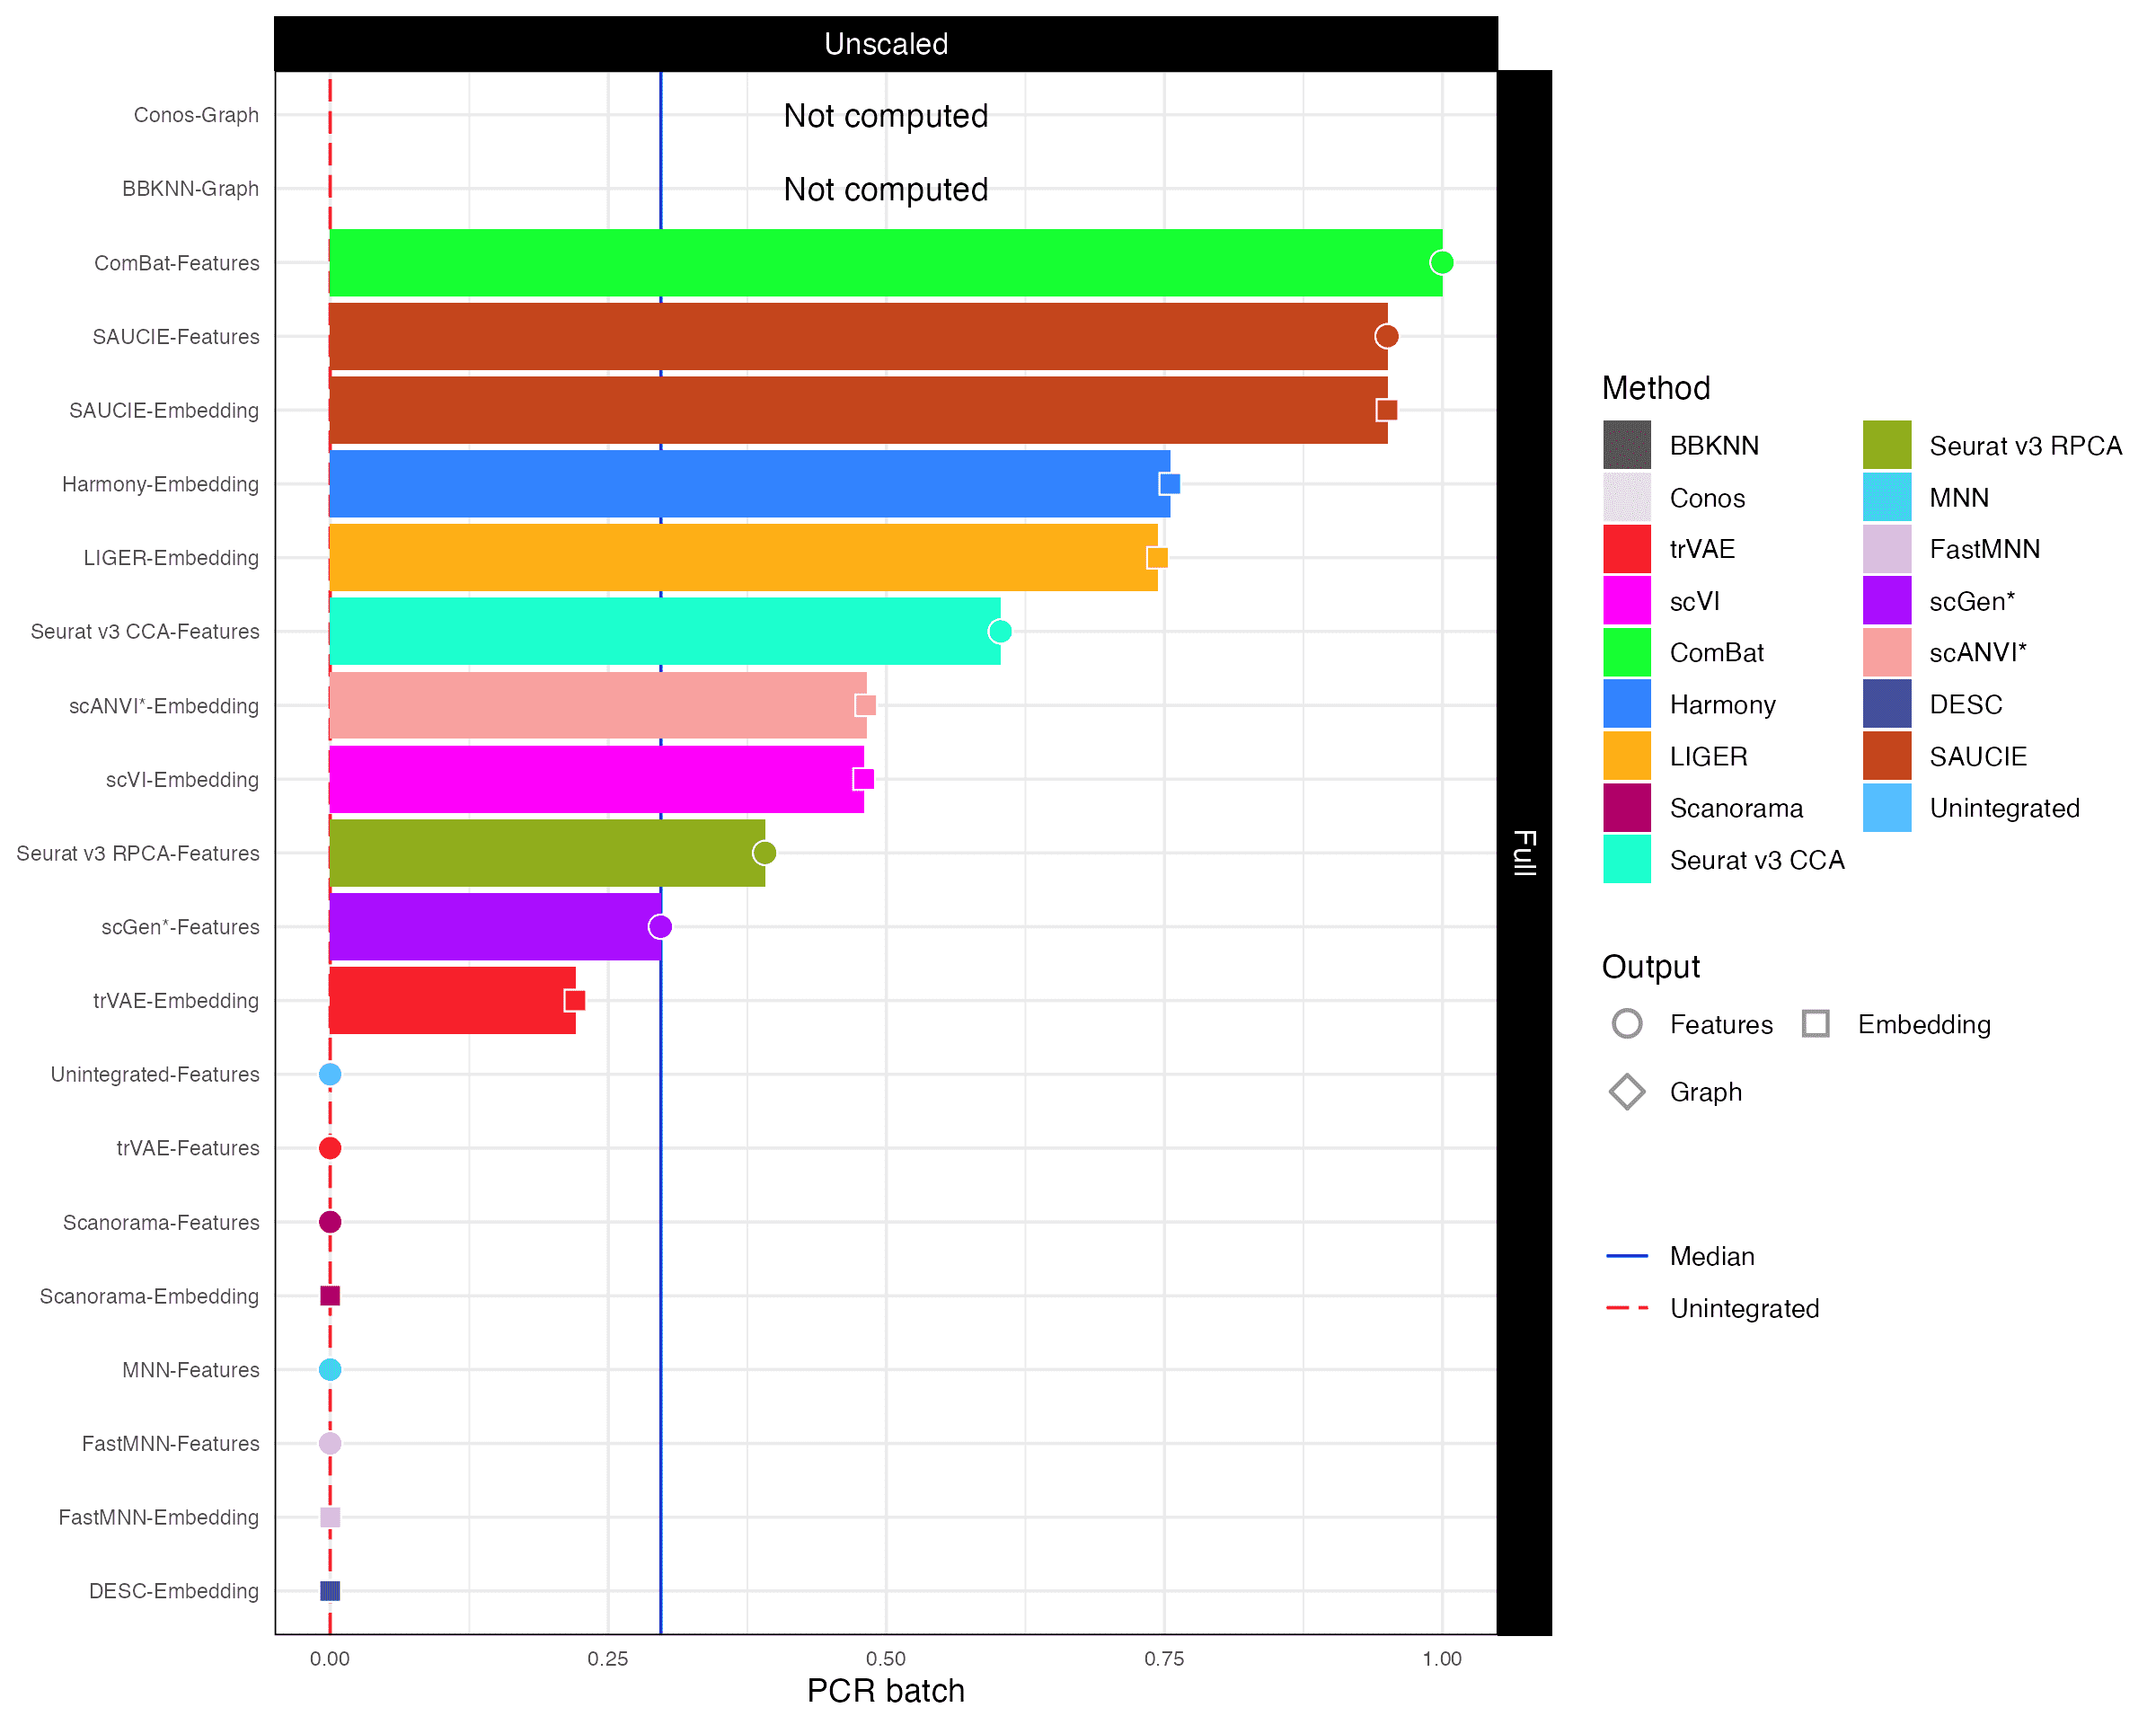 Unscaled
Conos-Graph
Not computed
BBKNN-Graph
Not computed
ComBat-Features
SAUCIE-Features
SAUCIE-Embedding
Harmony-Embedding
LIGER-Embedding
Seurat v3 CCA-Features
scANVI*-Embedding
scVI-Embedding
Seurat v3 RPCA-Features
scGen*-Features
trVAE-Embedding
Unintegrated-Features
trVAE-Features
Scanorama-Features
Scanorama-Embedding
MNN-Features
FastMNN-Features
FastMNN-Embedding
DESC-Embedding
0.00 0.25 0.50 0.75 1.00
PCR batch
Full
Method
BBKNN
Conos
trVAE
scVI
ComBat
Harmony
LIGER
Scanorama
Seurat v3 CCA
Seurat v3 RPCA
MNN
FastMNN
scGen*
scANVI*
DESC
SAUCIE
Unintegrated
Output
Features Embedding
Graph
Median
Unintegrated